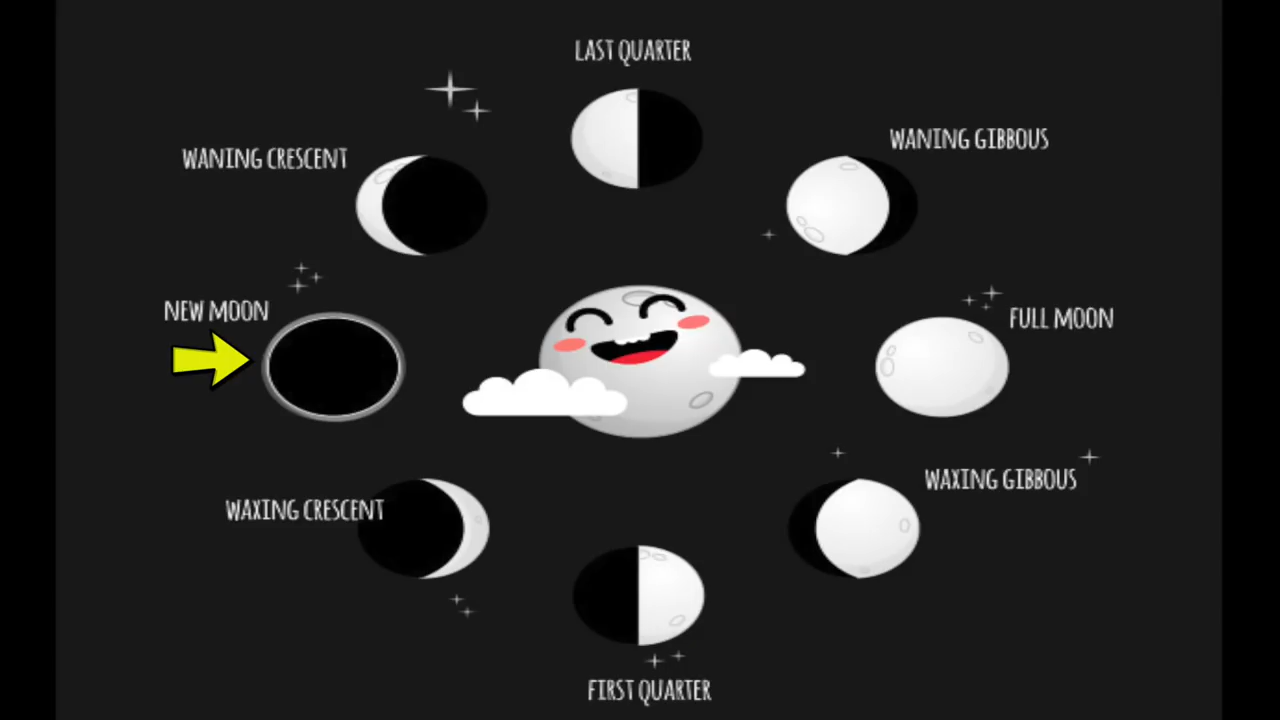 LAST QUARTER
WANING GIBBOUS
WANING CRESCENT
NEW MOON
FULL MOON
WAXING GIBBOUS
WAXING CRESCENT
FIRST QUARTER